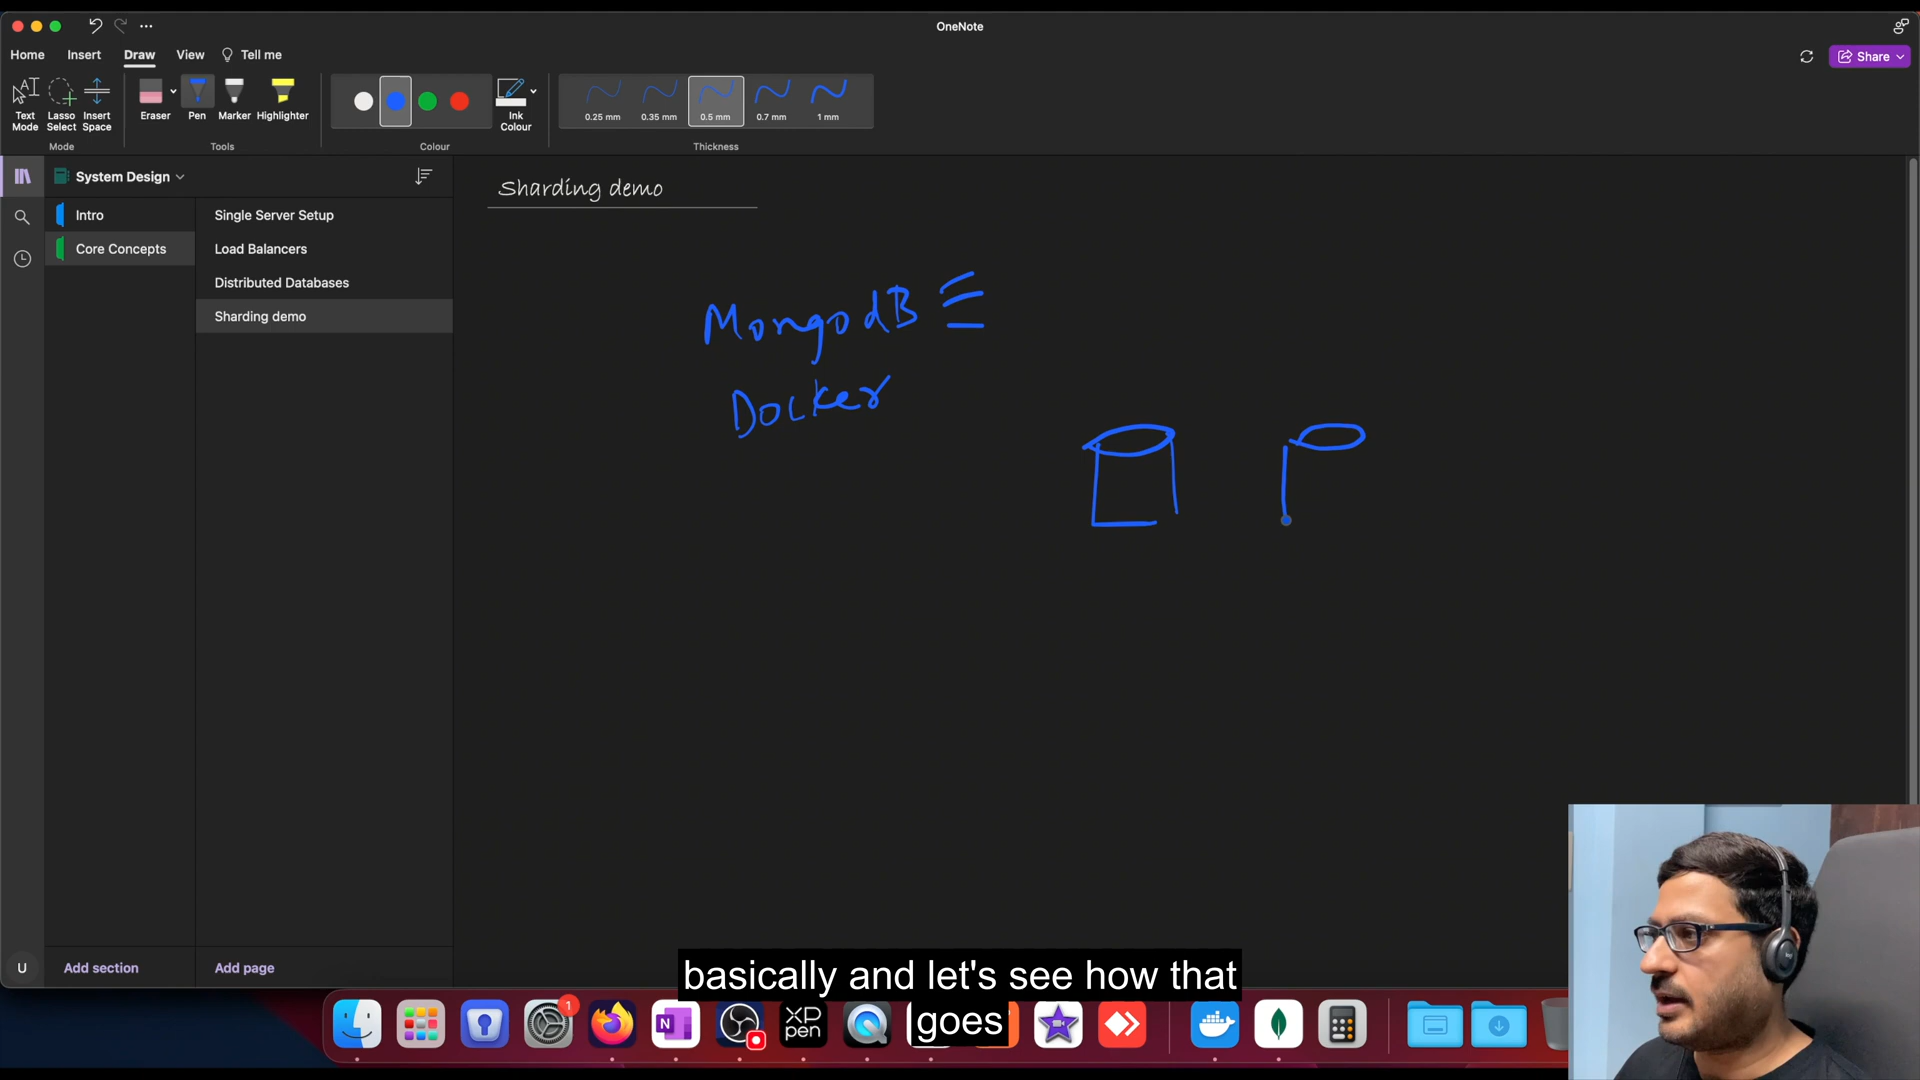 OneNote
Home Insert Draw View Tell me
Share
Text Mode
Lasso Select
Insert Space
Eraser
Pen
Marker
Highlighter
Ink Colour
0.25 mm
0.35 mm
0.5 mm
0.7 mm
1 mm
Mode
Tools
Colour
Thickness
System Design
Intro
Core Concepts
Single Server Setup
Load Balancers
Distributed Databases
Sharding demo
Sharding demo
MongodB
Docker
U
Add section
Add page
basically and let's see how that
goes
1
N
XP
pen